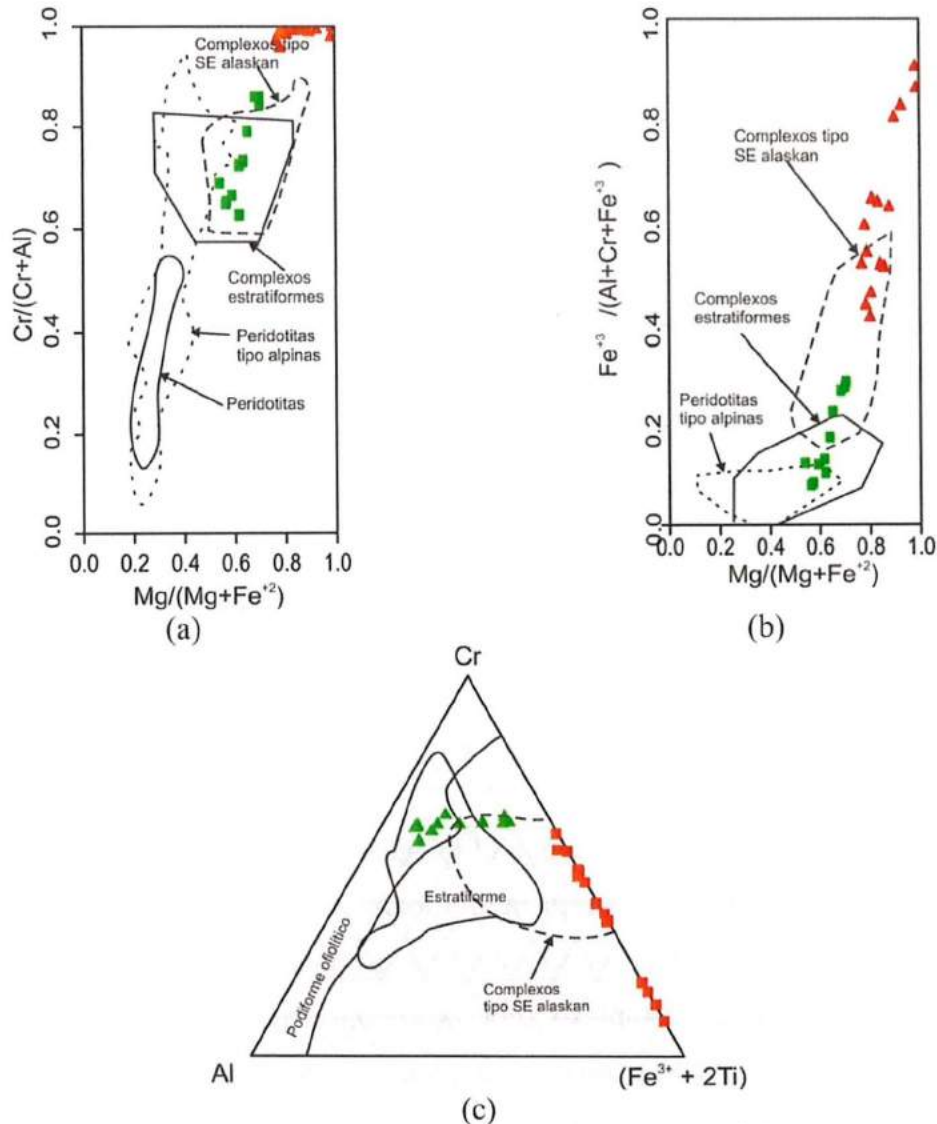 1.0
0.8
0.6
0.4
0.2
0.0
Cr/(Cr+Al)
Complexos tipo
SE alaskan
Complexos
estratiformes
Peridotitas
tipo alpinas
Peridotitas
0.0 0.2 0.4 0.6 0.8 1.0
Mg/(Mg+Fe⁺²)
(a)
1.0
0.8
0.6
0.4
0.2
0.0
Fe⁺³ /(Al+Cr+Fe⁺³)
Complexos tipo
SE alaskan
Complexos
estratiformes
Peridotitas
tipo alpinas
0.0 0.2 0.4 0.6 0.8 1.0
Mg/(Mg+Fe⁺²)
(b)
Cr
Podiforme ofiolítico
Estratiforme
Complexos
tipo SE alaskan
Al
(Fe³⁺ + 2Ti)
(c)